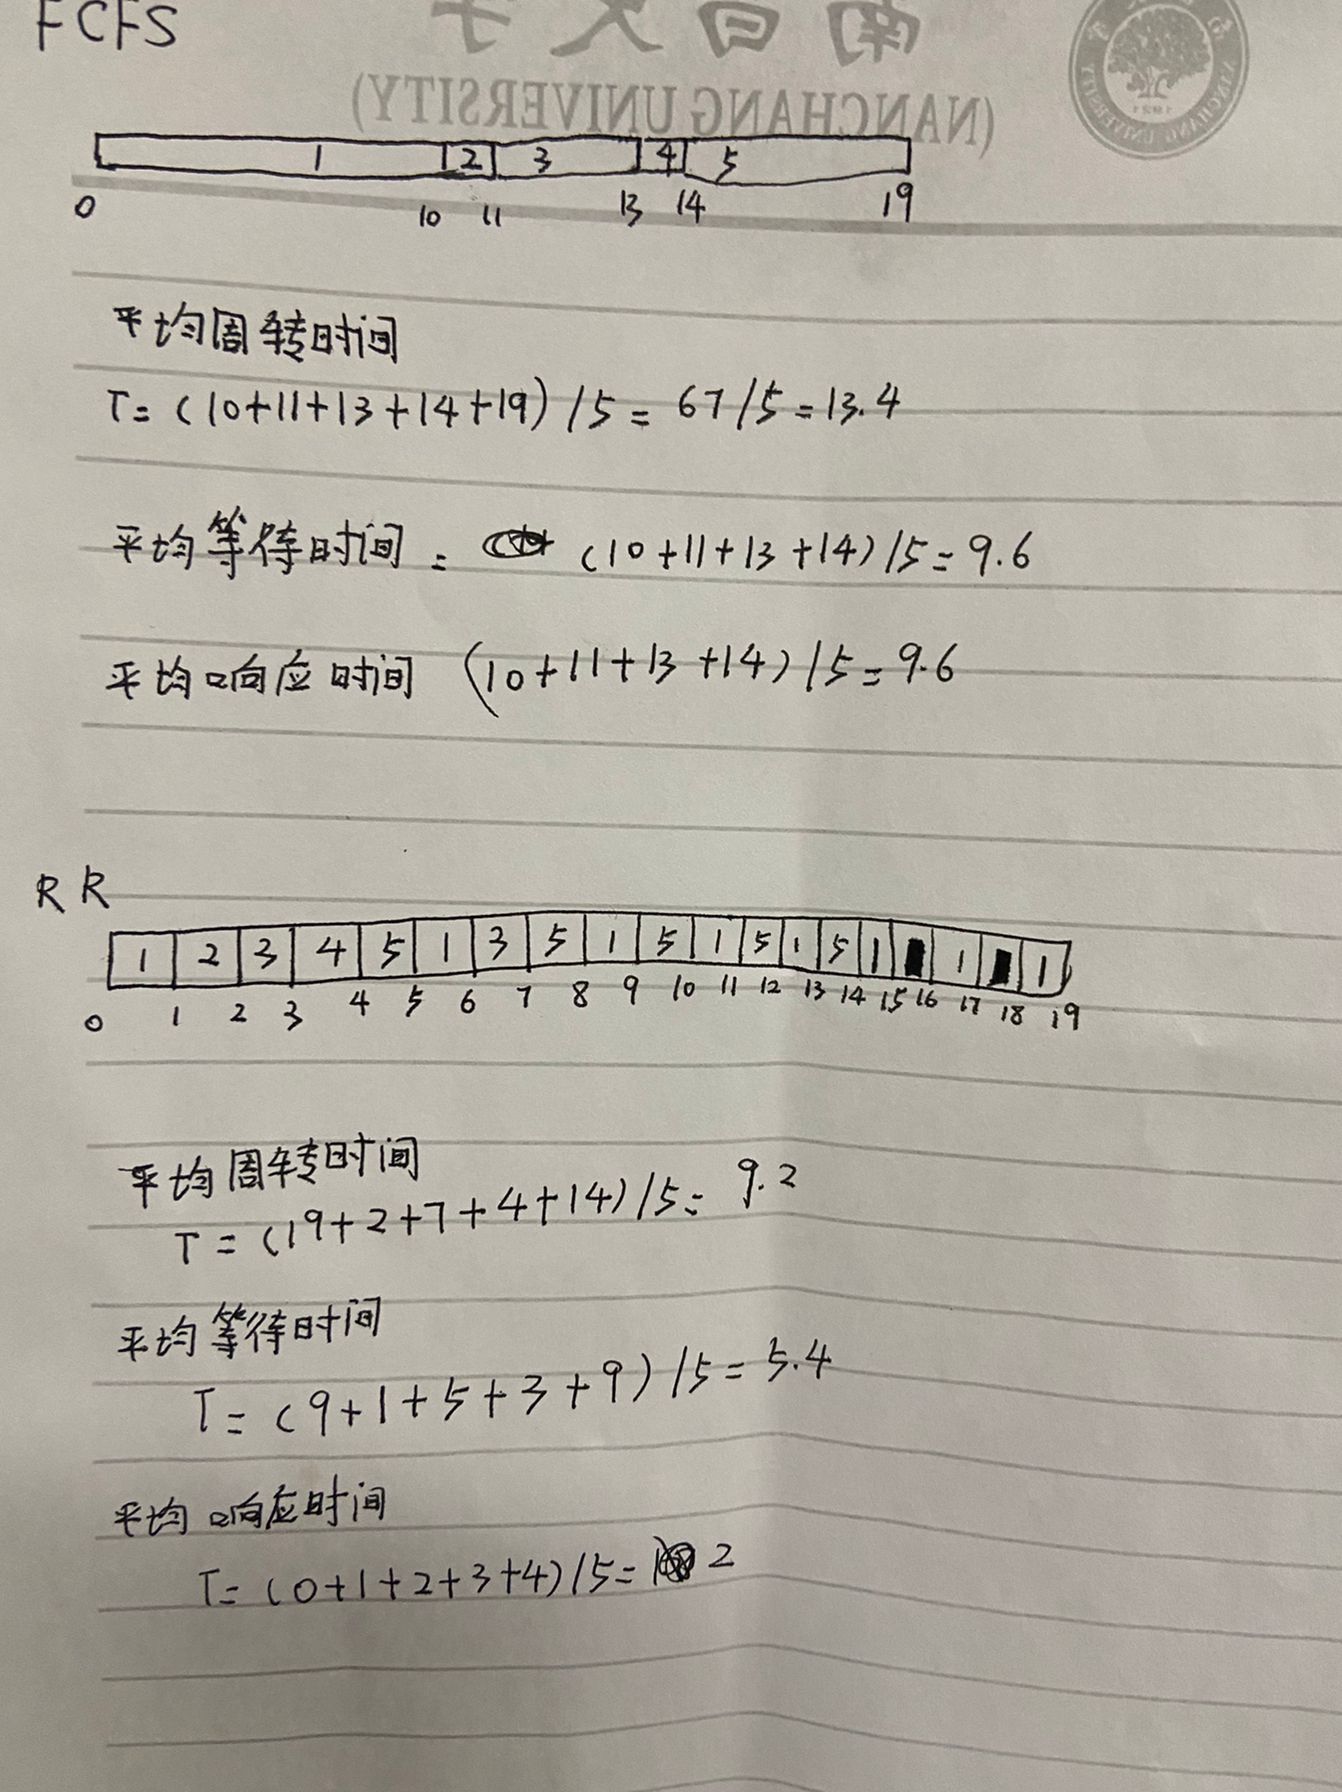 FCFS
南昌大学
(NANCHANG UNIVERSITY)
1 2 3 4 5
0 10 11 13 14 19
平均周转时间
T= (10+11+13+14+19) /5 = 67/5=13.4
平均等待时间 = (10+11+13+14)/5=9.6
平均响应时间 (10+11+13+14)/5=9.6
RR
1 2 3 4 5 1 3 5 1 5 1 5 1 5 1 1 1
0 1 2 3 4 5 6 7 8 9 10 11 12 13 14 15 16 17 18 19
平均周转时间
T = (19+2+7+4+14)/5= 9.2
平均等待时间
T= (9+1+5+3+9)/5=5.4
平均响应时间
T= (0+1+2+3+4)/5= 2